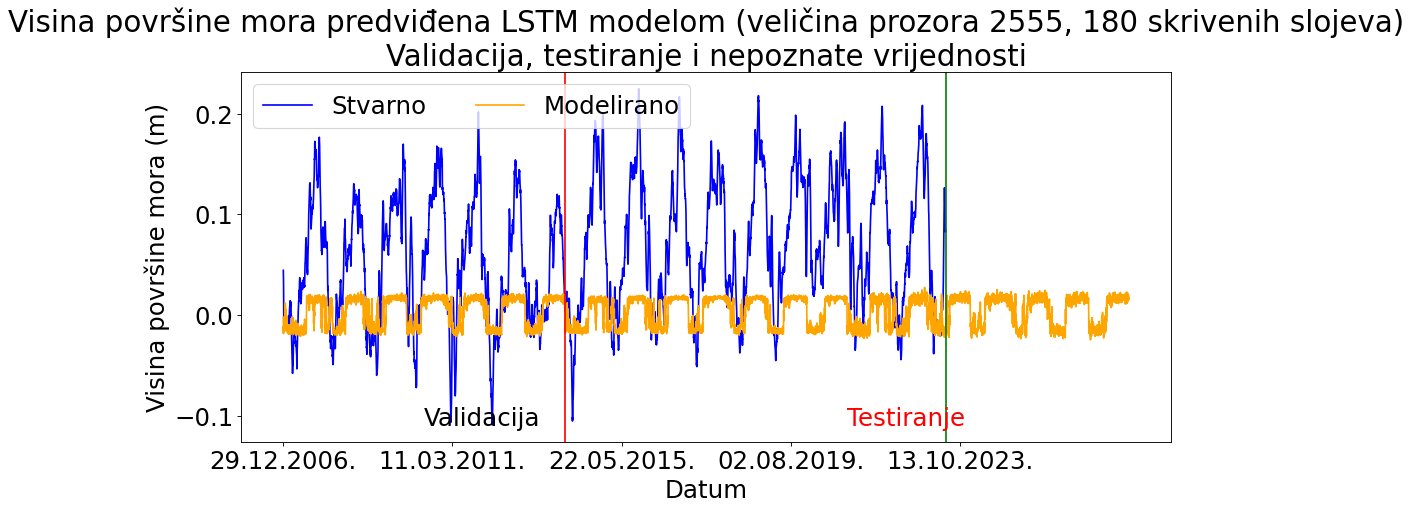 Visina površine mora predviđena LSTM modelom (veličina prozora 2555, 180 skrivenih slojeva)
Validacija, testiranje i nepoznate vrijednosti
Stvarno Modelirano
Visina površine mora (m)
0.2
0.1
0.0
−0.1
Validacija Testiranje
29.12.2006. 11.03.2011. 22.05.2015. 02.08.2019. 13.10.2023.
Datum